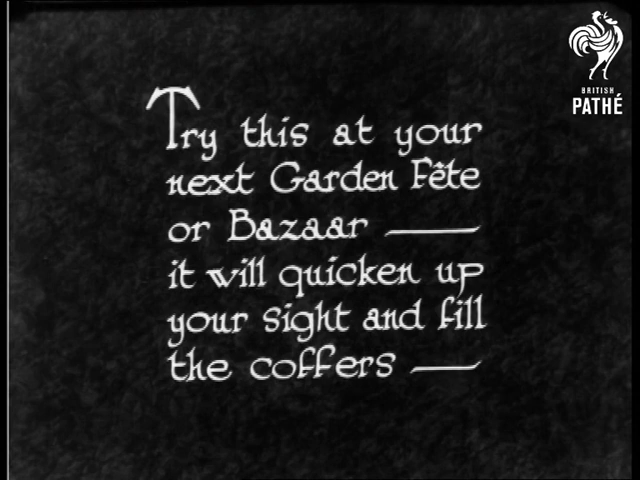 BRITISH
PATHÉ
Try this at your
next Garden Fête
or Bazaar —
it will quicken up
your sight and fill
the coffers —